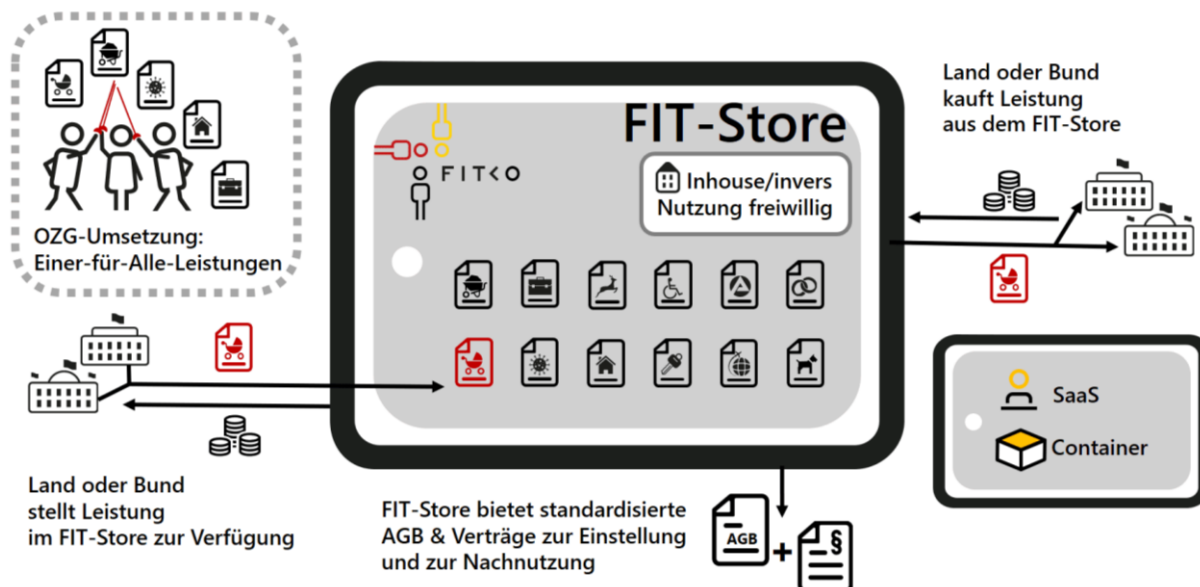 OZG-Umsetzung:
Einer-für-Alle-Leistungen
FIT-Store
FITKO
Inhouse/invers
Nutzung freiwillig
Land oder Bund
kauft Leistung
aus dem FIT-Store
SaaS
Container
Land oder Bund
stellt Leistung
im FIT-Store zur Verfügung
FIT-Store bietet standardisierte
AGB & Verträge zur Einstellung
und zur Nachnutzung
AGB
+
§